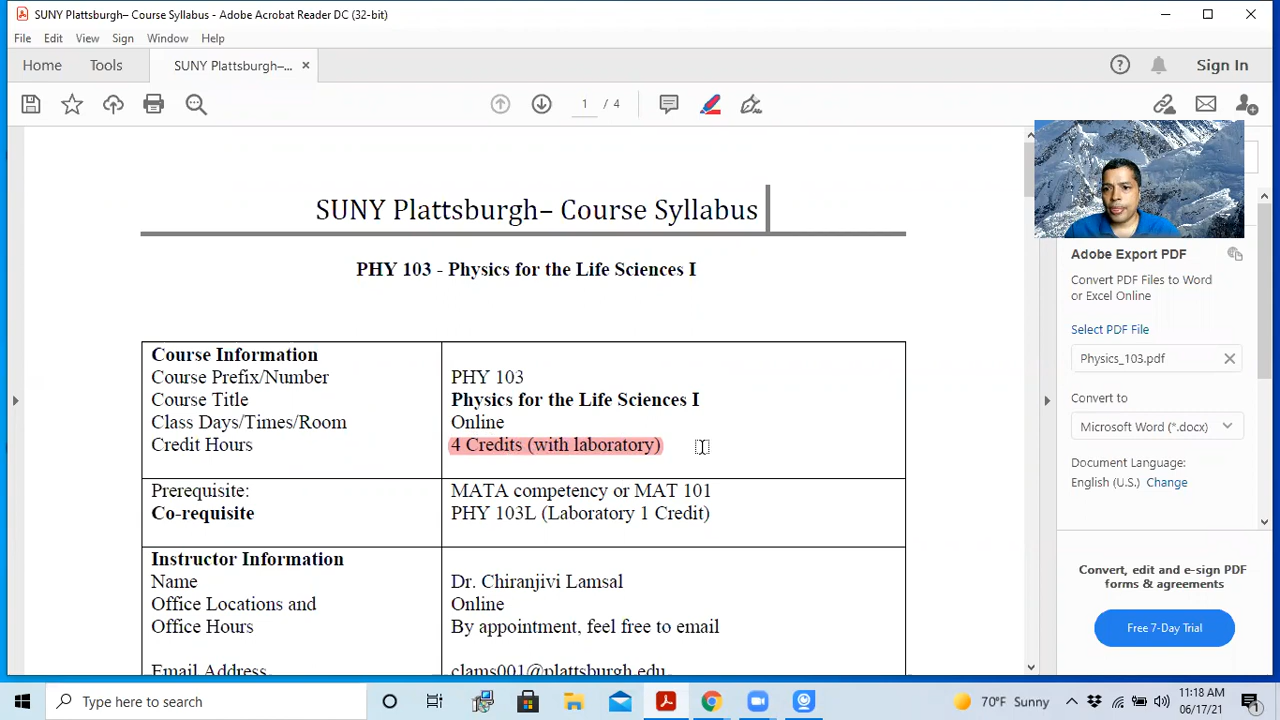 SUNY Plattsburgh– Course Syllabus - Adobe Acrobat Reader DC (32-bit)
File Edit View Sign Window Help
Home Tools SUNY Plattsburgh–... × Sign In
1 / 4
SUNY Plattsburgh– Course Syllabus
PHY 103 - Physics for the Life Sciences I
Course Information
Course Prefix/Number PHY 103
Course Title Physics for the Life Sciences I
Class Days/Times/Room Online
Credit Hours 4 Credits (with laboratory)
Prerequisite: MATA competency or MAT 101
Co-requisite PHY 103L (Laboratory 1 Credit)
Instructor Information
Name Dr. Chiranjivi Lamsal
Office Locations and Online
Office Hours By appointment, feel free to email
Email Address clams001@plattsburgh.edu
Adobe Export PDF
Convert PDF Files to Word
or Excel Online
Select PDF File
Physics_103.pdf
Convert to
Microsoft Word (*.docx)
Document Language:
English (U.S.) Change
Convert, edit and e-sign PDF
forms & agreements
Free 7-Day Trial
Type here to search
70°F Sunny
11:18 AM
06/17/21
1